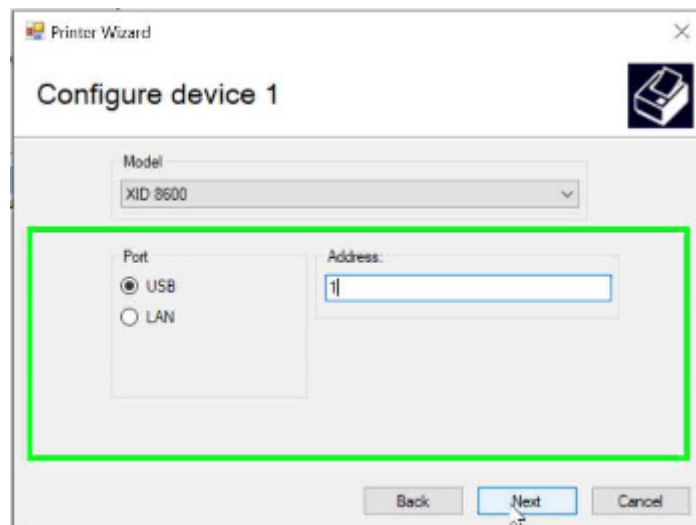 Printer Wizard
Configure device 1
Model
XID 8600
Port
Address:
USB
1
LAN
Back
Next
Cancel